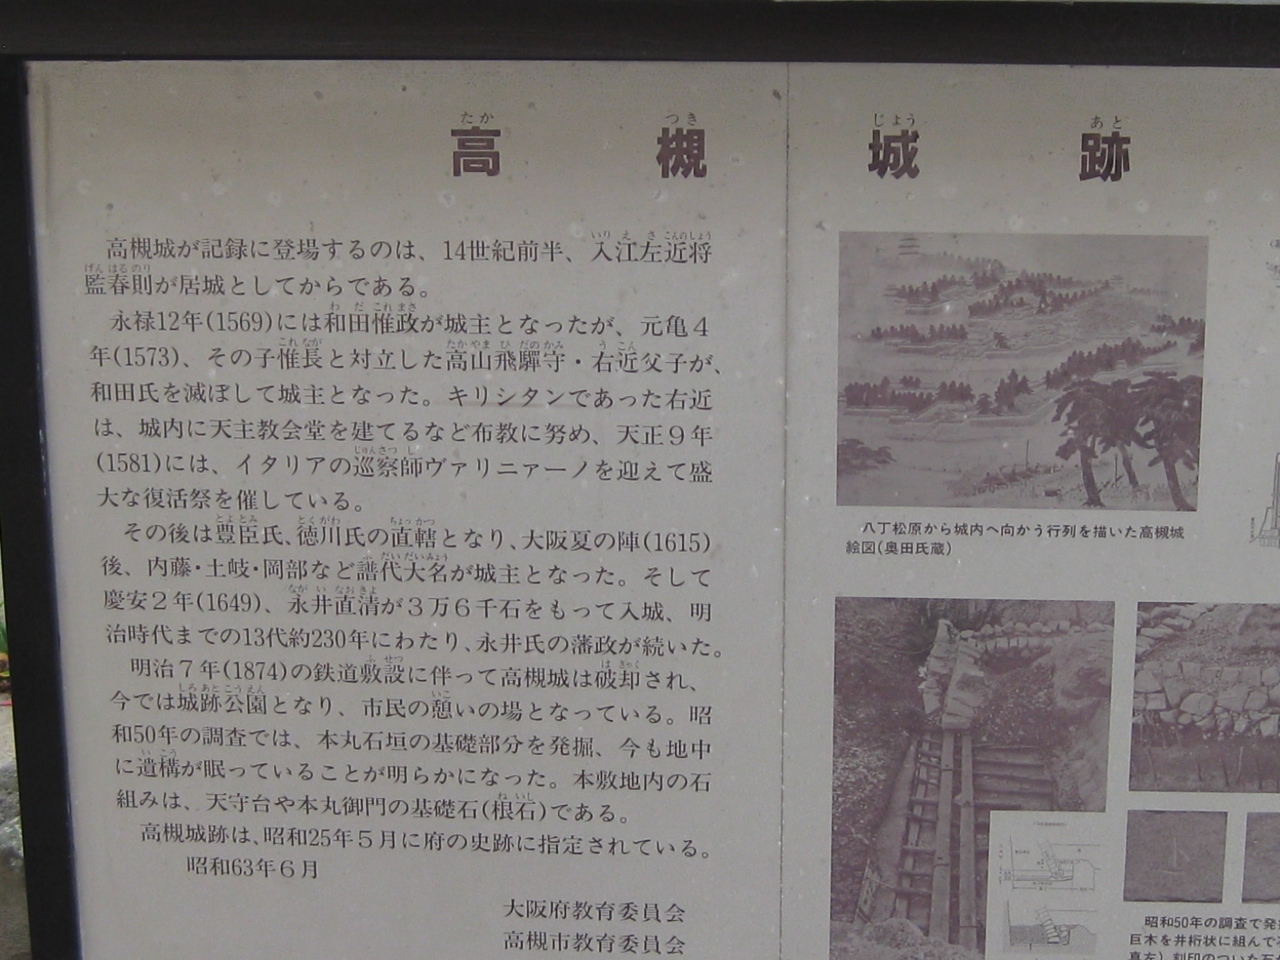 高槻城跡
高槻城が記録に登場するのは、14世紀前半、入江左近将
監春則が居城としてからである。
永禄12年(1569)には和田惟政が城主となったが、元亀4
年(1573)、その子惟長と対立した高山飛驒守・右近父子が、
和田氏を滅ぼして城主となった。キリシタンであった右近
は、城内に天主教会堂を建てるなど布教に努め、天正9年
(1581)には、イタリアの巡察師ヴァリニァーノを迎えて盛
大な復活祭を催している。
その後は豊臣氏、徳川氏の直轄となり、大阪夏の陣(1615)
後、内藤・土岐・岡部など譜代大名が城主となった。そして
慶安2年(1649)、永井直清が3万6千石をもって入城、明
治時代までの13代約230年にわたり、永井氏の藩政が続いた。
明治7年(1874)の鉄道敷設に伴って高槻城は破却され、
今では城跡公園となり、市民の憩いの場となっている。昭
和50年の調査では、本丸石垣の基礎部分を発掘、今も地中
に遺構が眠っていることが明らかになった。本敷地内の石
組みは、天守台や本丸御門の基礎石(根石)である。
高槻城跡は、昭和25年5月に府の史跡に指定されている。
昭和63年6月
大阪府教育委員会
高槻市教育委員会
八丁松原から城内へ向かう行列を描いた高槻城
絵図(奥田氏蔵)
昭和50年の調査で発
巨木を井桁状に組んで
真左)刻印のついた石